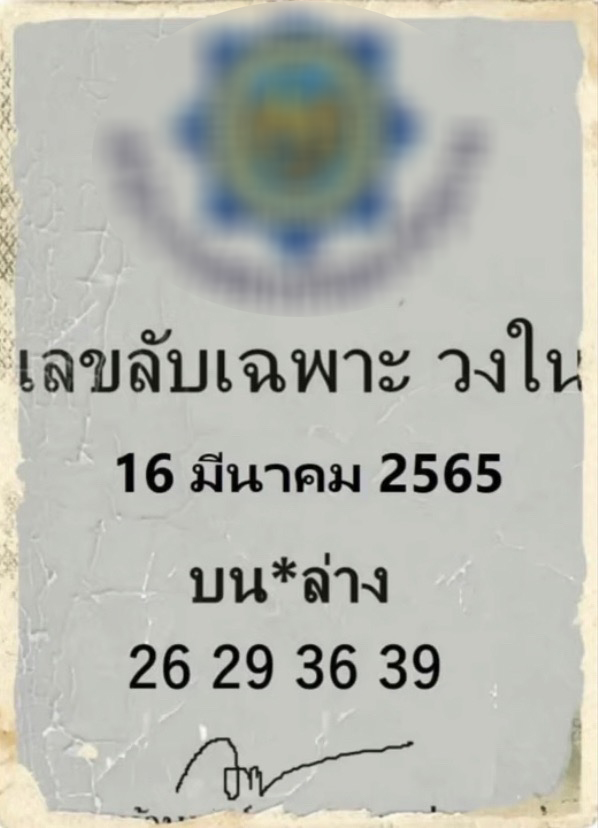 เลขลับเฉพาะ วงใน
16 มีนาคม 2565
บน*ล่าง
26 29 36 39